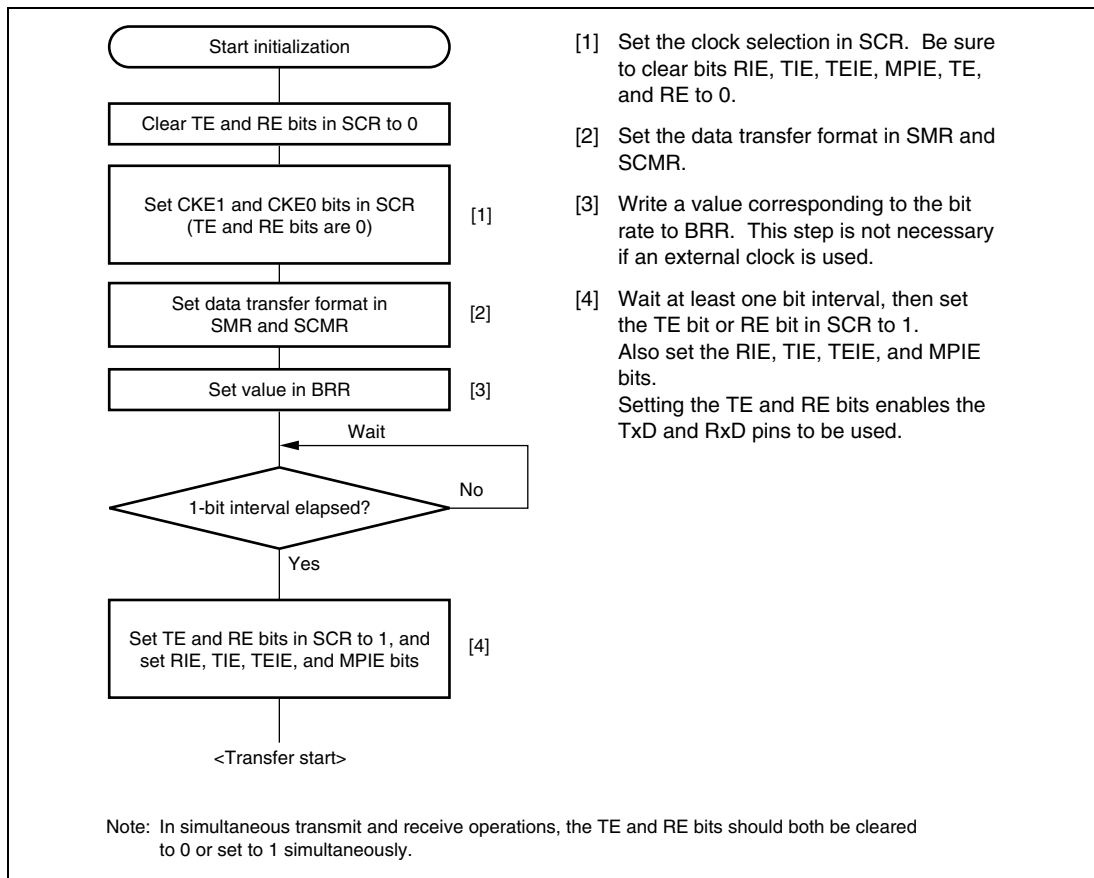 Start initialization
Clear TE and RE bits in SCR to 0
Set CKE1 and CKE0 bits in SCR
(TE and RE bits are 0)
[1]
Set data transfer format in
SMR and SCMR
[2]
Set value in BRR
[3]
Wait
No
1-bit interval elapsed?
Yes
Set TE and RE bits in SCR to 1, and
set RIE, TIE, TEIE, and MPIE bits
[4]
<Transfer start>
[1] Set the clock selection in SCR. Be sure
to clear bits RIE, TIE, TEIE, MPIE, TE,
and RE to 0.
[2] Set the data transfer format in SMR and
SCMR.
[3] Write a value corresponding to the bit
rate to BRR. This step is not necessary
if an external clock is used.
[4] Wait at least one bit interval, then set
the TE bit or RE bit in SCR to 1.
Also set the RIE, TIE, TEIE, and MPIE
bits.
Setting the TE and RE bits enables the
TxD and RxD pins to be used.
Note: In simultaneous transmit and receive operations, the TE and RE bits should both be cleared
to 0 or set to 1 simultaneously.